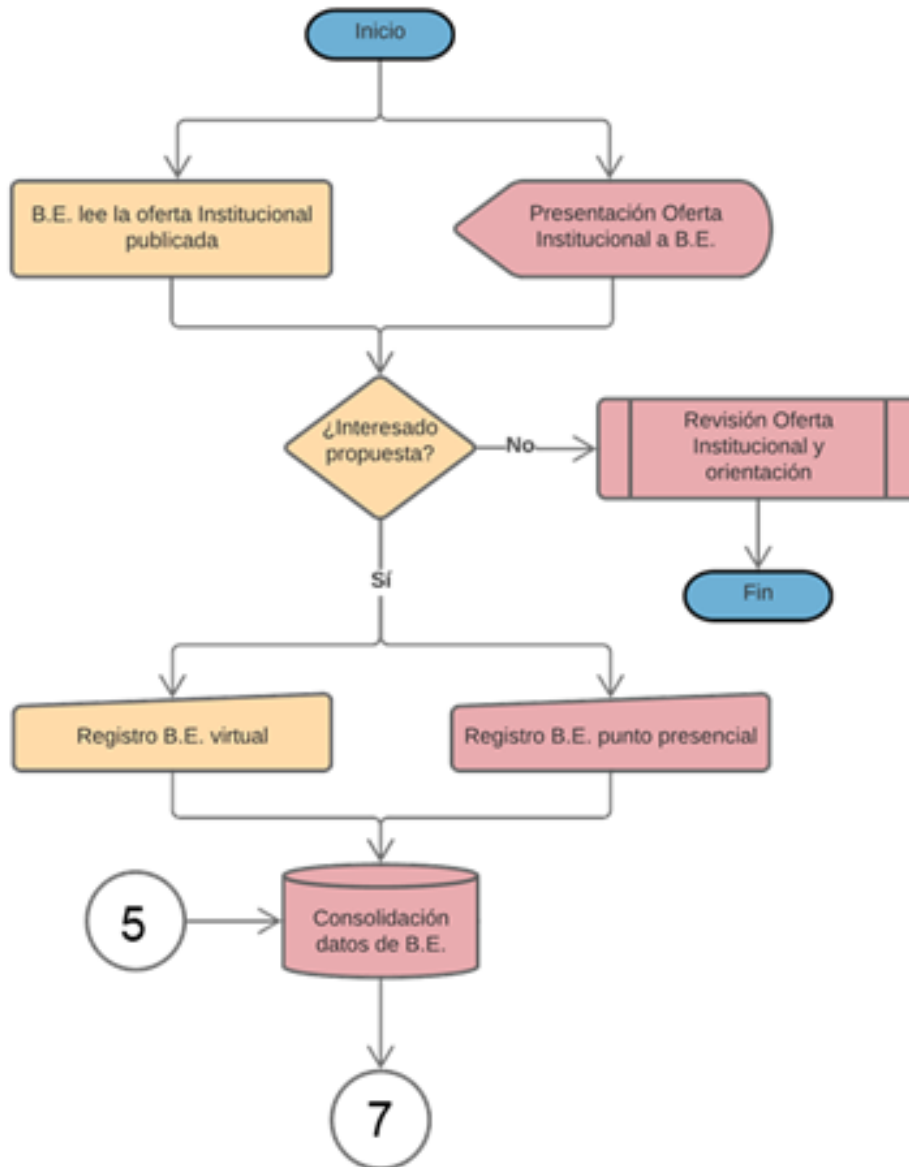 Inicio
B.E. lee la oferta Institucional
publicada
Presentación Oferta
Institucional a B.E.
¿Interesado
propuesta?
No
Revisión Oferta
Institucional y
orientación
Fin
Sí
Registro B.E. virtual
Registro B.E. punto presencial
5
Consolidación
datos de B.E.
7